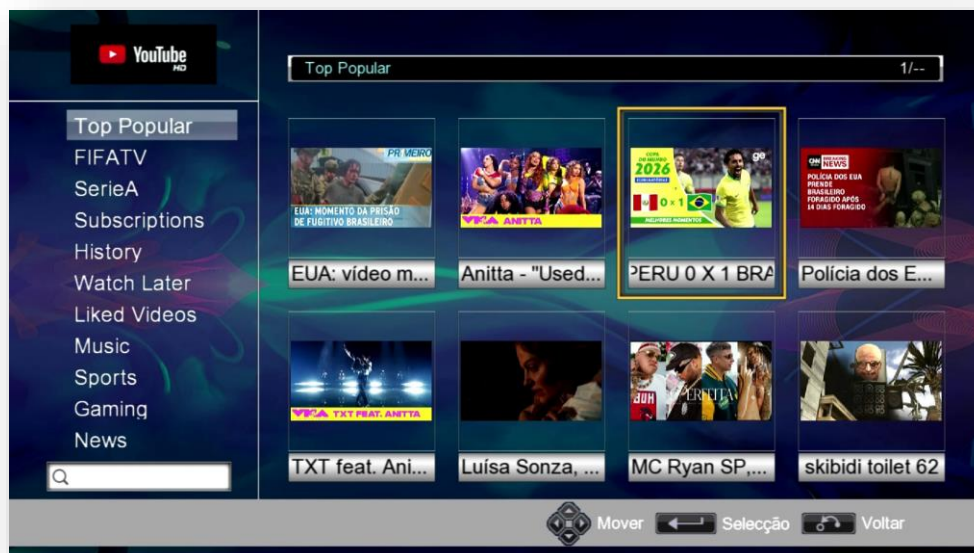 YouTube
HD
Top Popular 1/--
Top Popular
FIFATV
SerieA
Subscriptions
History
Watch Later
Liked Videos
Music
Sports
Gaming
News
PRIMEIRO
EUA: MOMENTO DA PRISÃO
DE FUGITIVO BRASILEIRO
EUA: vídeo m...
ANITTA
Anitta - "Used...
COPA
DO MUNDO
2026
ge
0 x 1
MELHORES MOMENTOS
PERU 0 X 1 BRA
CNN BREAKING
NEWS
POLÍCIA DOS EUA
PRENDE
BRASILEIRO
FORAGIDO APÓS
14 DIAS FORAGIDO
Polícia dos E...
TXT FEAT. ANITTA
TXT feat. Ani...
Luísa Sonza, ...
BUH
MC Ryan SP,...
skibidi toilet 62
Mover Selecção Voltar